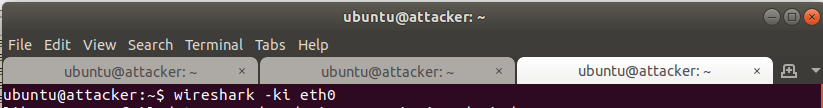 ubuntu@attacker: ~
File Edit View Search Terminal Tabs Help
ubuntu@attacker: ~ × ubuntu@attacker: ~ × ubuntu@attacker: ~ ×
ubuntu@attacker:~$ wireshark -ki eth0